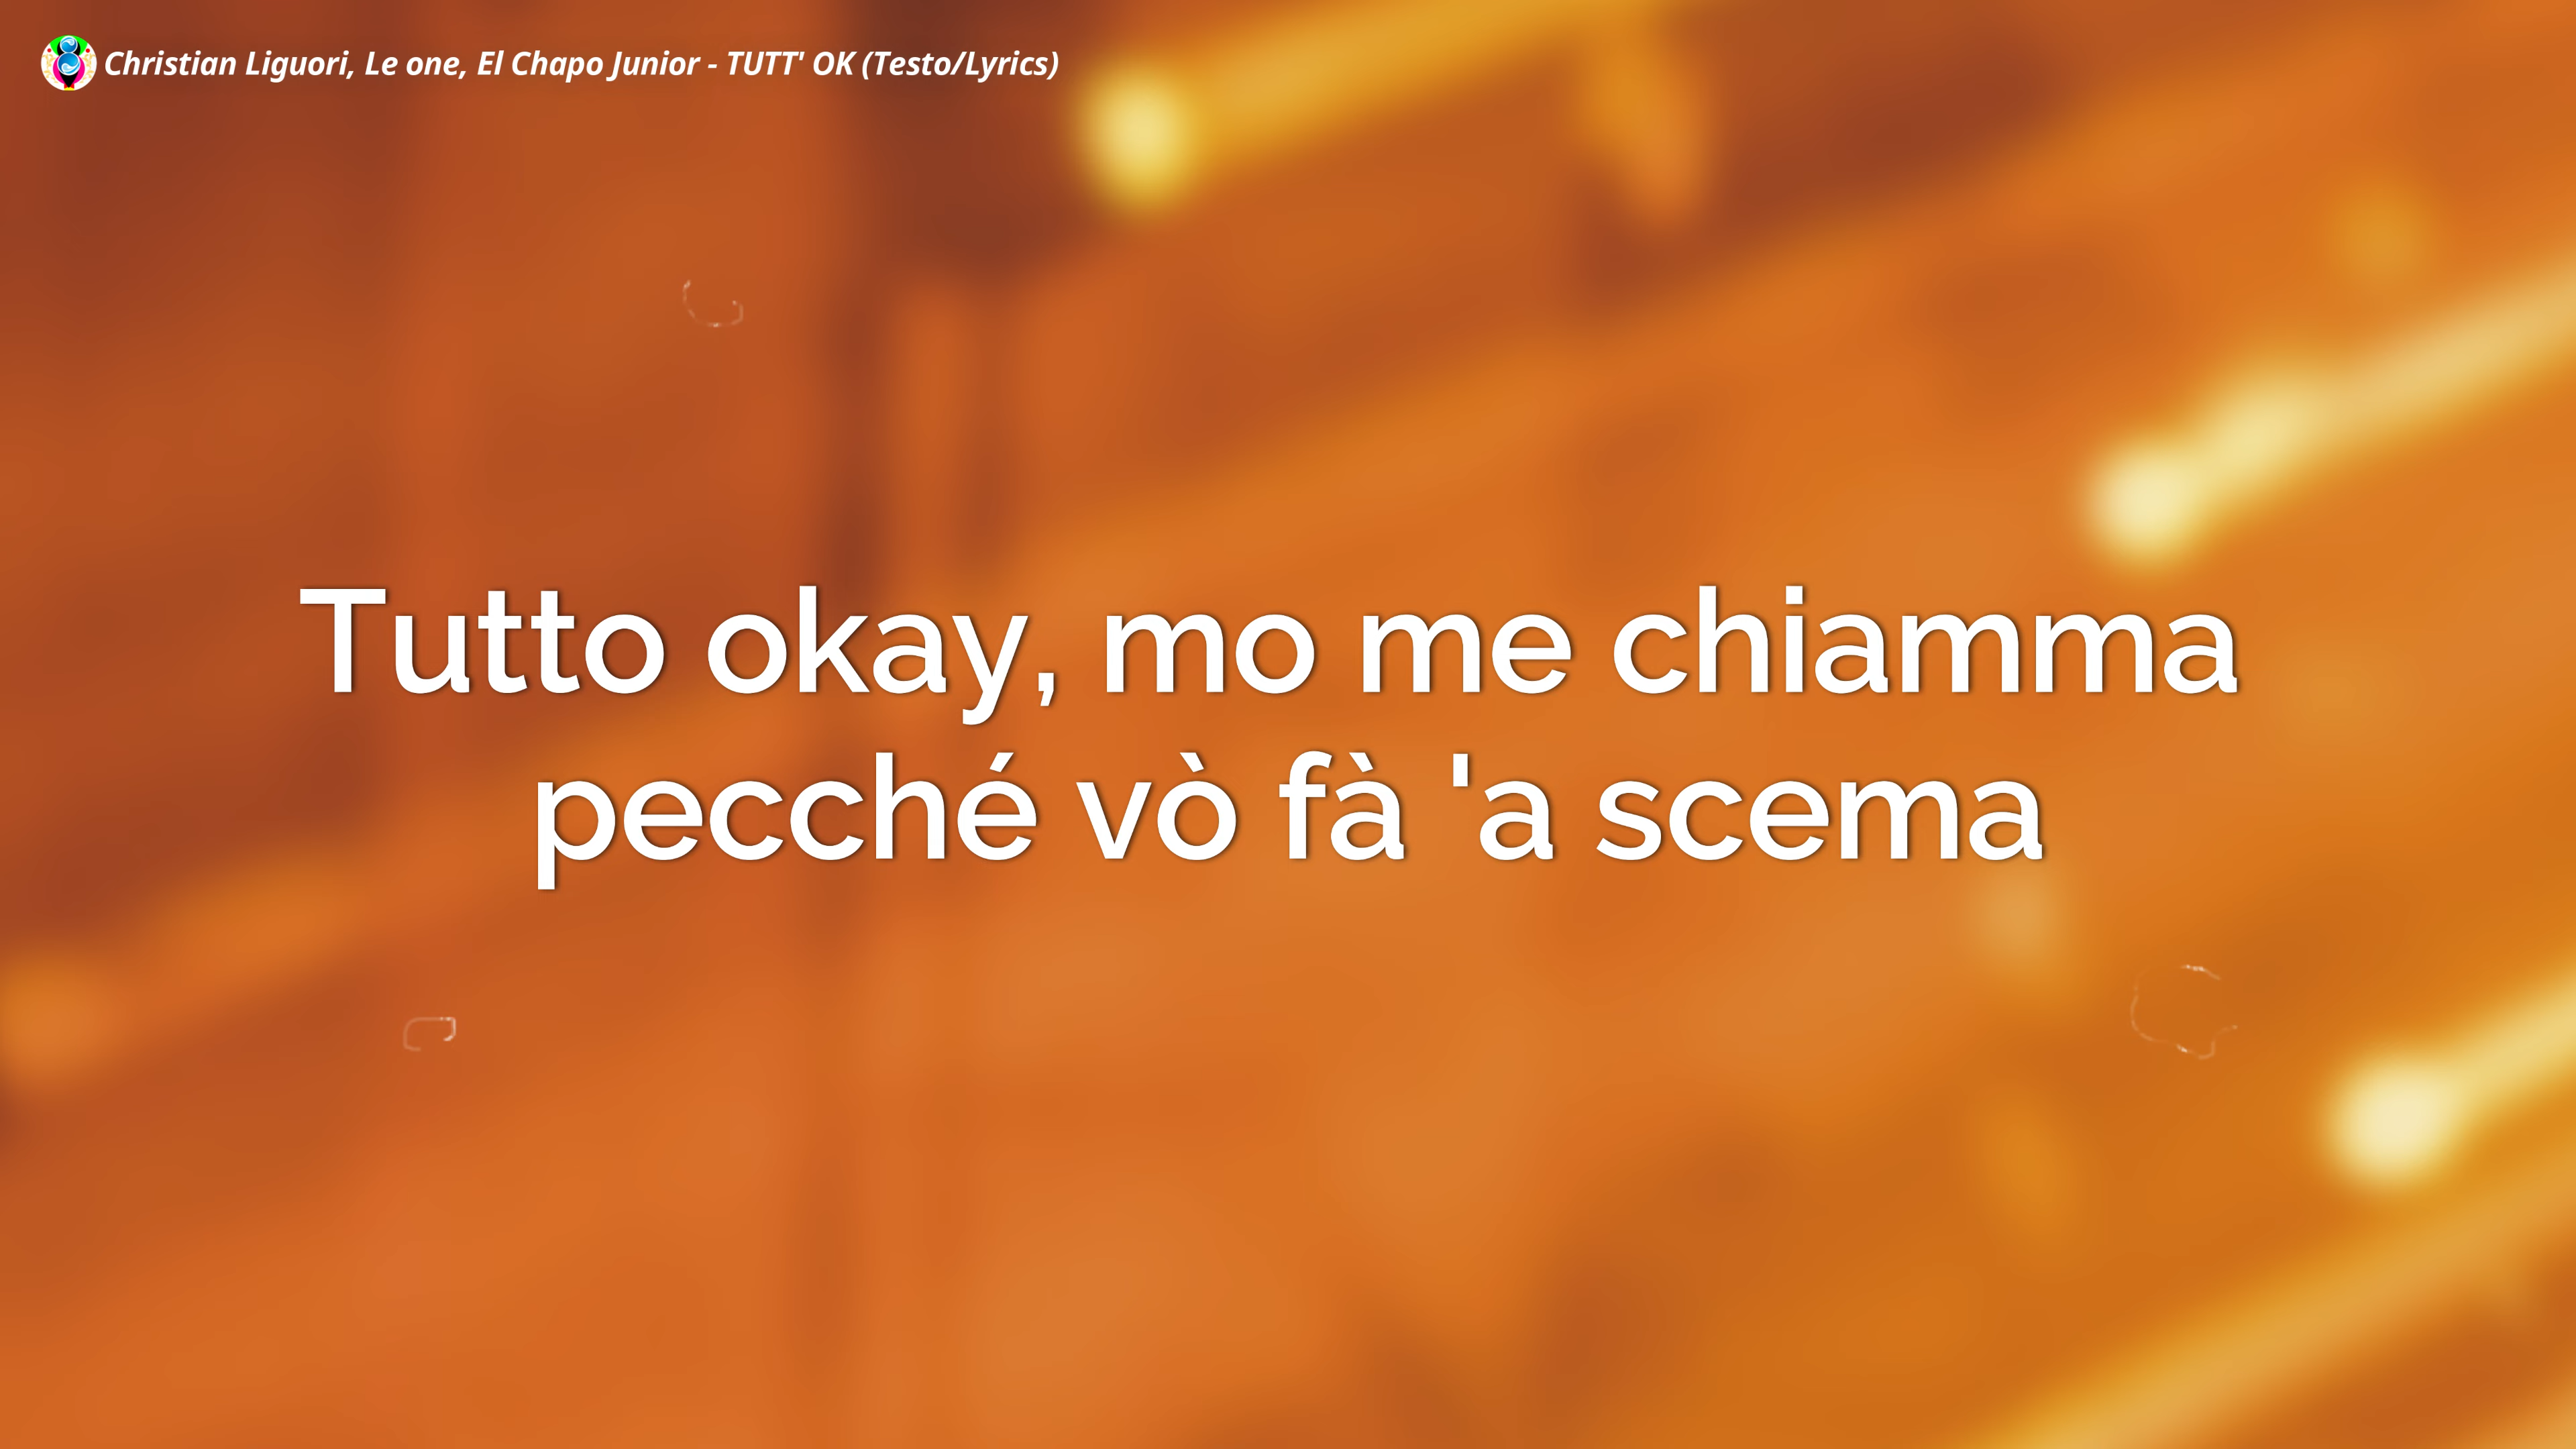 Christian Liguori, Le one, El Chapo Junior - TUTT' OK (Testo/Lyrics)
Tutto okay, mo me chiamma
pecché vò fà 'a scema